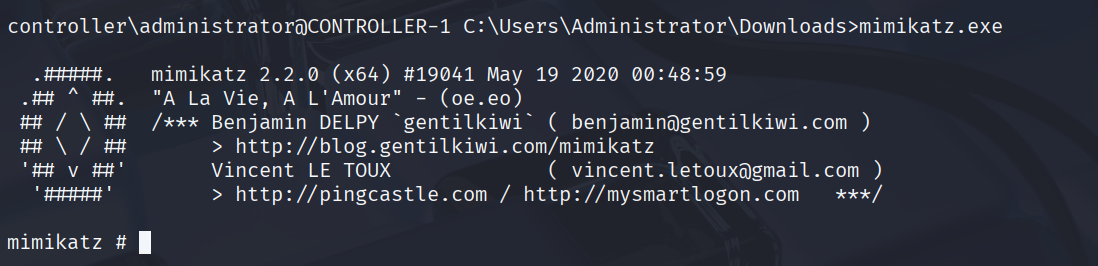 controller\administrator@CONTROLLER-1 C:\Users\Administrator\Downloads>mimikatz.exe
  .#####.   mimikatz 2.2.0 (x64) #19041 May 19 2020 00:48:59
 .## ^ ##.  "A La Vie, A L'Amour" - (oe.eo)
 ## / \ ##  /*** Benjamin DELPY `gentilkiwi` ( benjamin@gentilkiwi.com )
 ## \ / ##       > http://blog.gentilkiwi.com/mimikatz
 '## v ##'       Vincent LE TOUX             ( vincent.letoux@gmail.com )
  '#####'        > http://pingcastle.com / http://mysmartlogon.com   ***/
mimikatz #